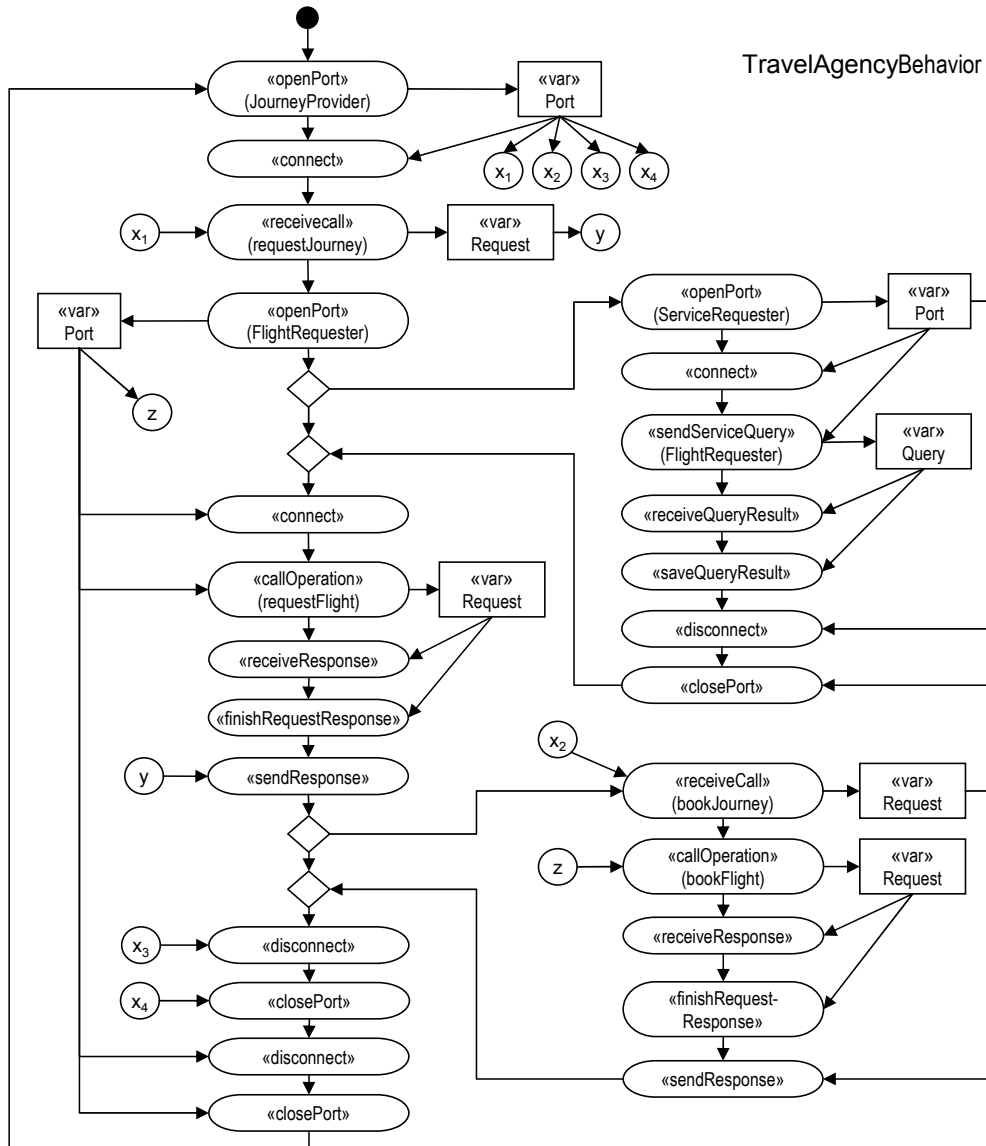 TravelAgencyBehavior
«openPort»
(JourneyProvider)
«var»
Port
«connect»
x₁
x₂
x₃
x₄
x₁
«receivecall»
(requestJourney)
«var»
Request
y
«var»
Port
«openPort»
(FlightRequester)
z
«openPort»
(ServiceRequester)
«var»
Port
«connect»
«sendServiceQuery»
(FlightRequester)
«var»
Query
«receiveQueryResult»
«saveQueryResult»
«disconnect»
«closePort»
«connect»
«callOperation»
(requestFlight)
«var»
Request
«receiveResponse»
«finishRequestResponse»
y
«sendResponse»
x₂
«receiveCall»
(bookJourney)
«var»
Request
z
«callOperation»
(bookFlight)
«var»
Request
«receiveResponse»
«finishRequest-
Response»
«sendResponse»
x₃
«disconnect»
x₄
«closePort»
«disconnect»
«closePort»